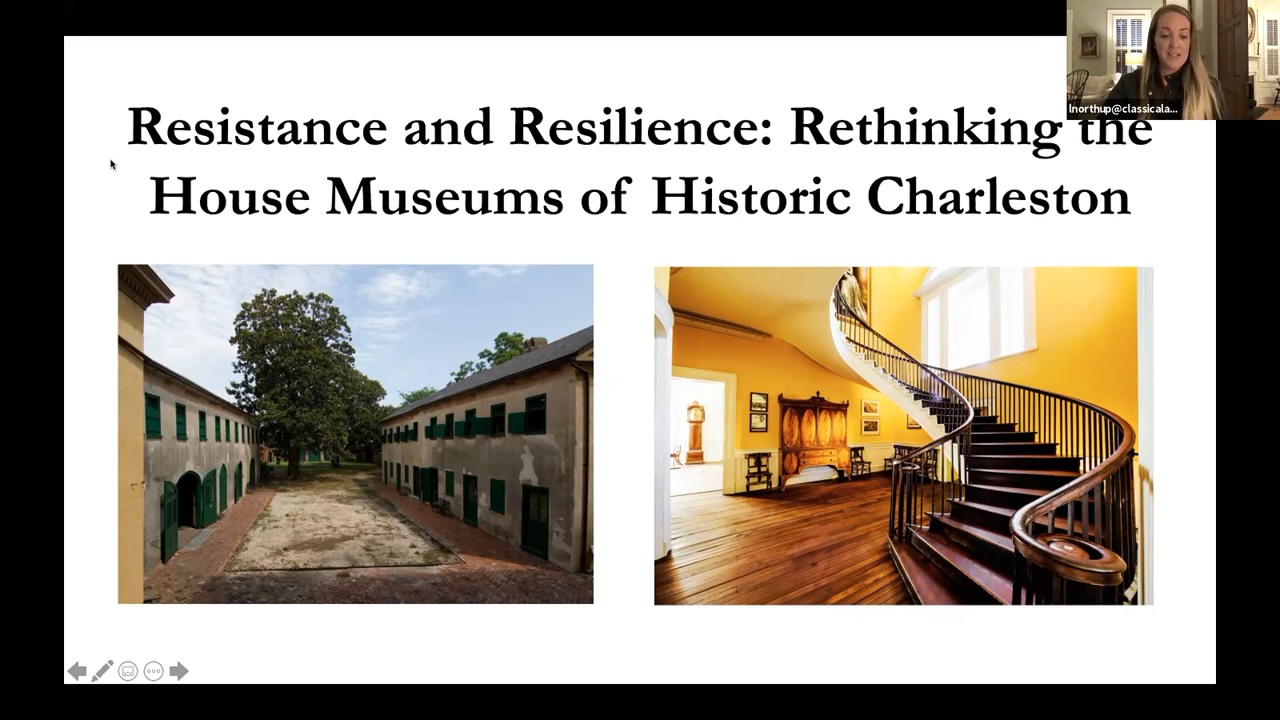 Resistance and Resilience: Rethinking the
House Museums of Historic Charleston
lnorthup@classicala...